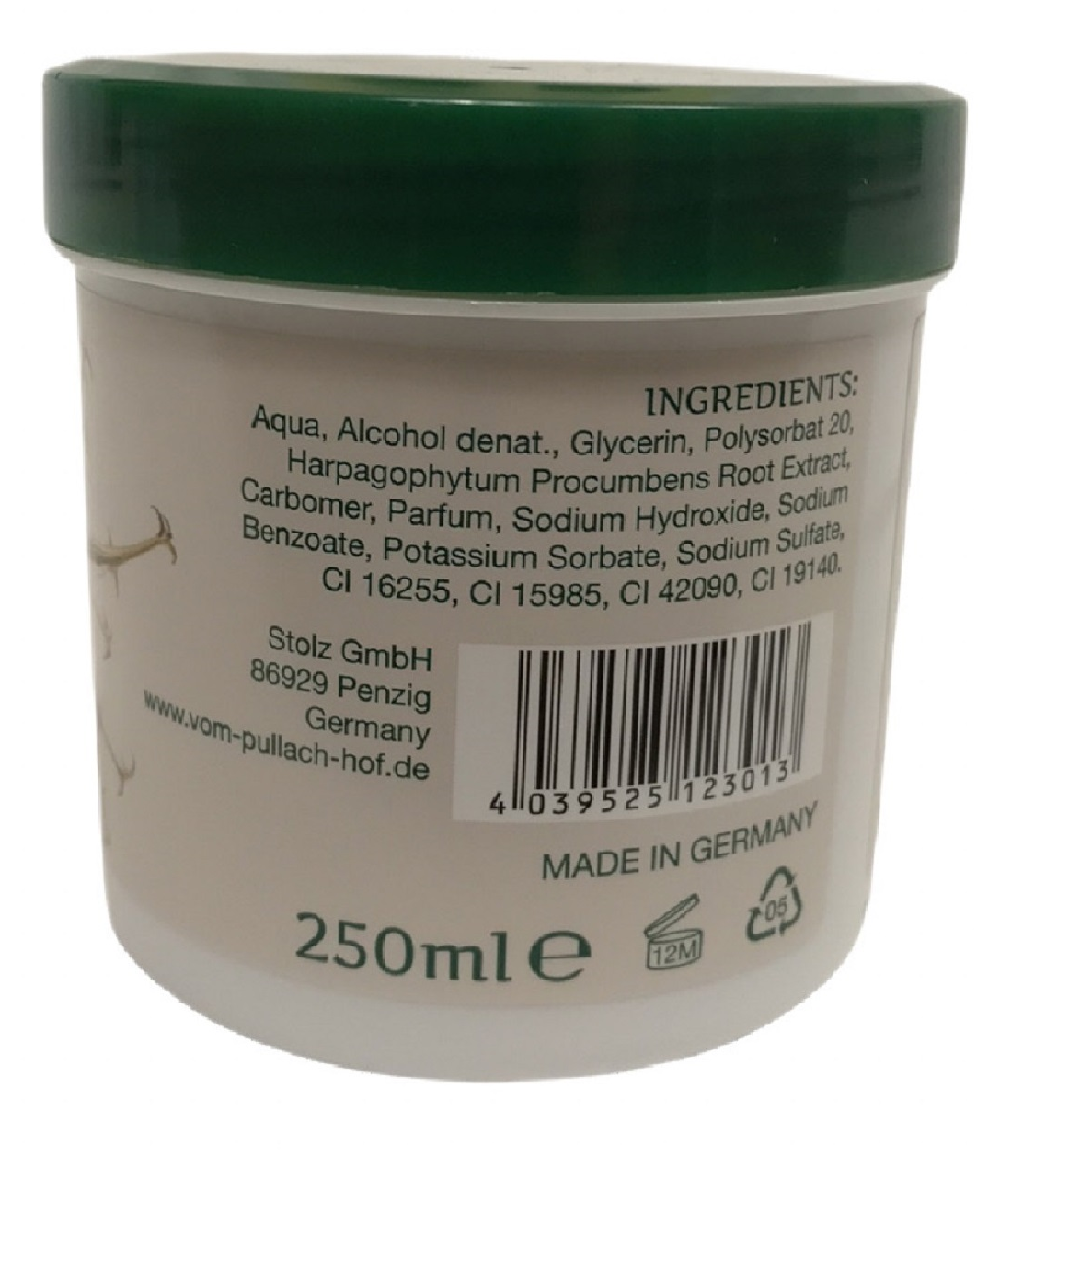 INGREDIENTS:
Aqua, Alcohol denat., Glycerin, Polysorbat 20,
Harpagophytum Procumbens Root Extract,
Carbomer, Parfum, Sodium Hydroxide, Sodium
Benzoate, Potassium Sorbate, Sodium Sulfate,
CI 16255, CI 15985, CI 42090, CI 19140.
Stolz GmbH
86929 Penzig
Germany
www.vom-pullach-hof.de
4 039525 123013
MADE IN GERMANY
250ml e
12M
05